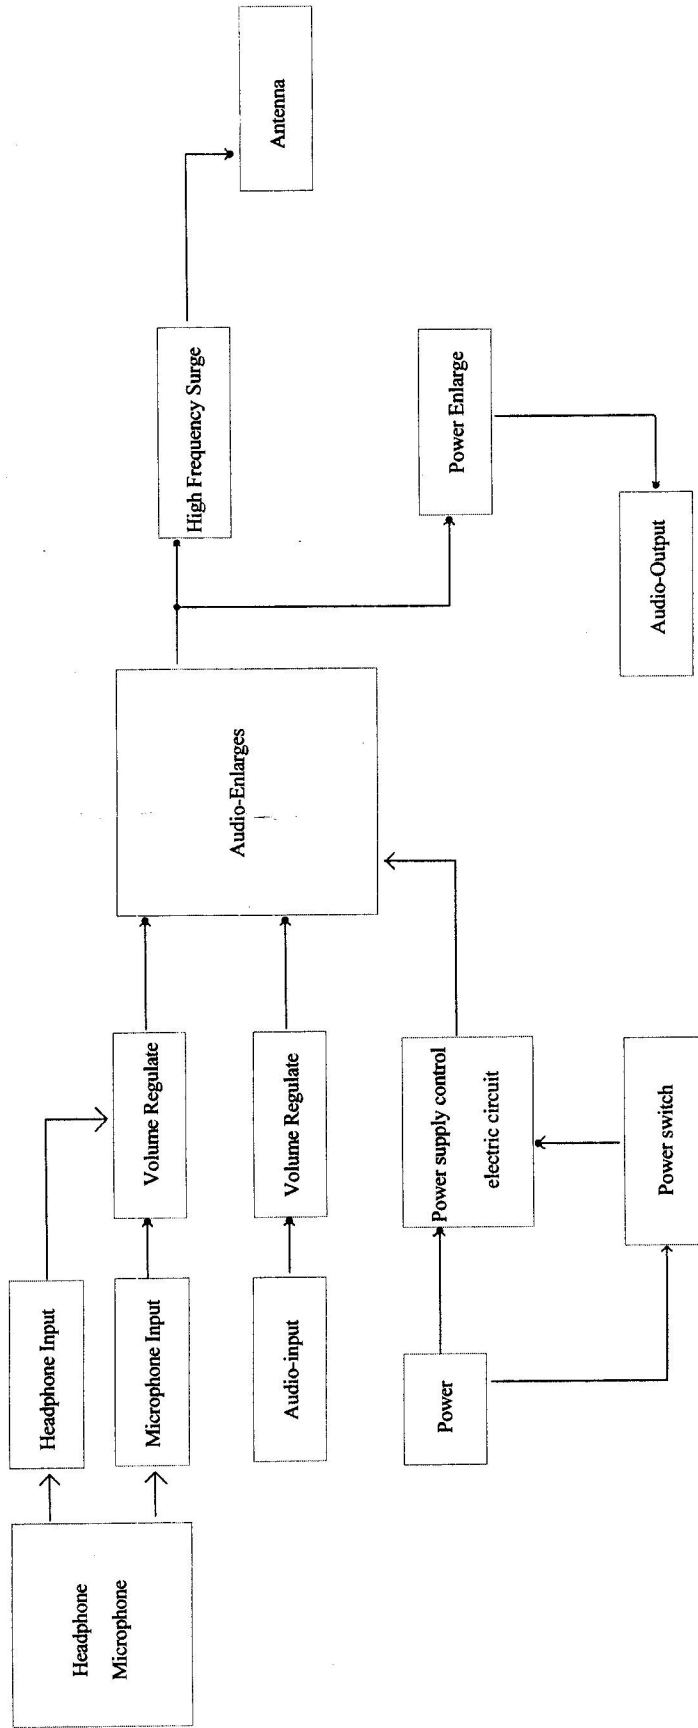 Headphone
Microphone
Headphone Input
Microphone Input
Audio-input
Volume Regulate
Volume Regulate
Power
Power supply control
electric circuit
Power switch
Audio-Enlarges
High Frequency Surge
Power Enlarge
Antenna
Audio-Output